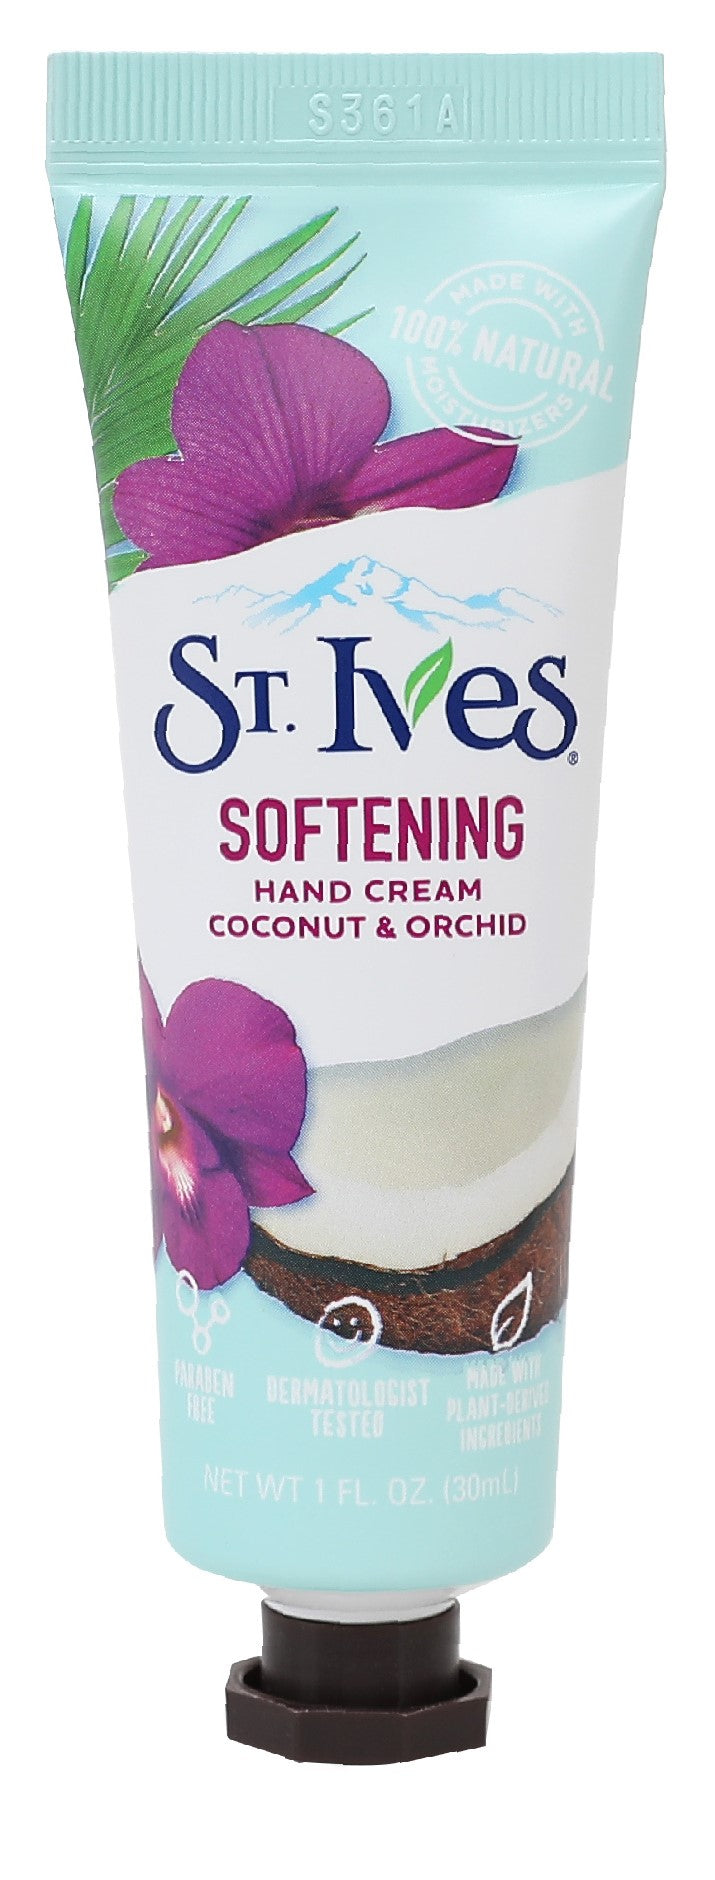 S361A
MADE WITH
100% NATURAL
MOISTURIZERS
ST. IVES®
SOFTENING
HAND CREAM
COCONUT & ORCHID
PARABEN
FREE
DERMATOLOGIST
TESTED
MADE WITH
PLANT-DERIVED
INGREDIENTS
NET WT 1 FL. OZ. (30mL)